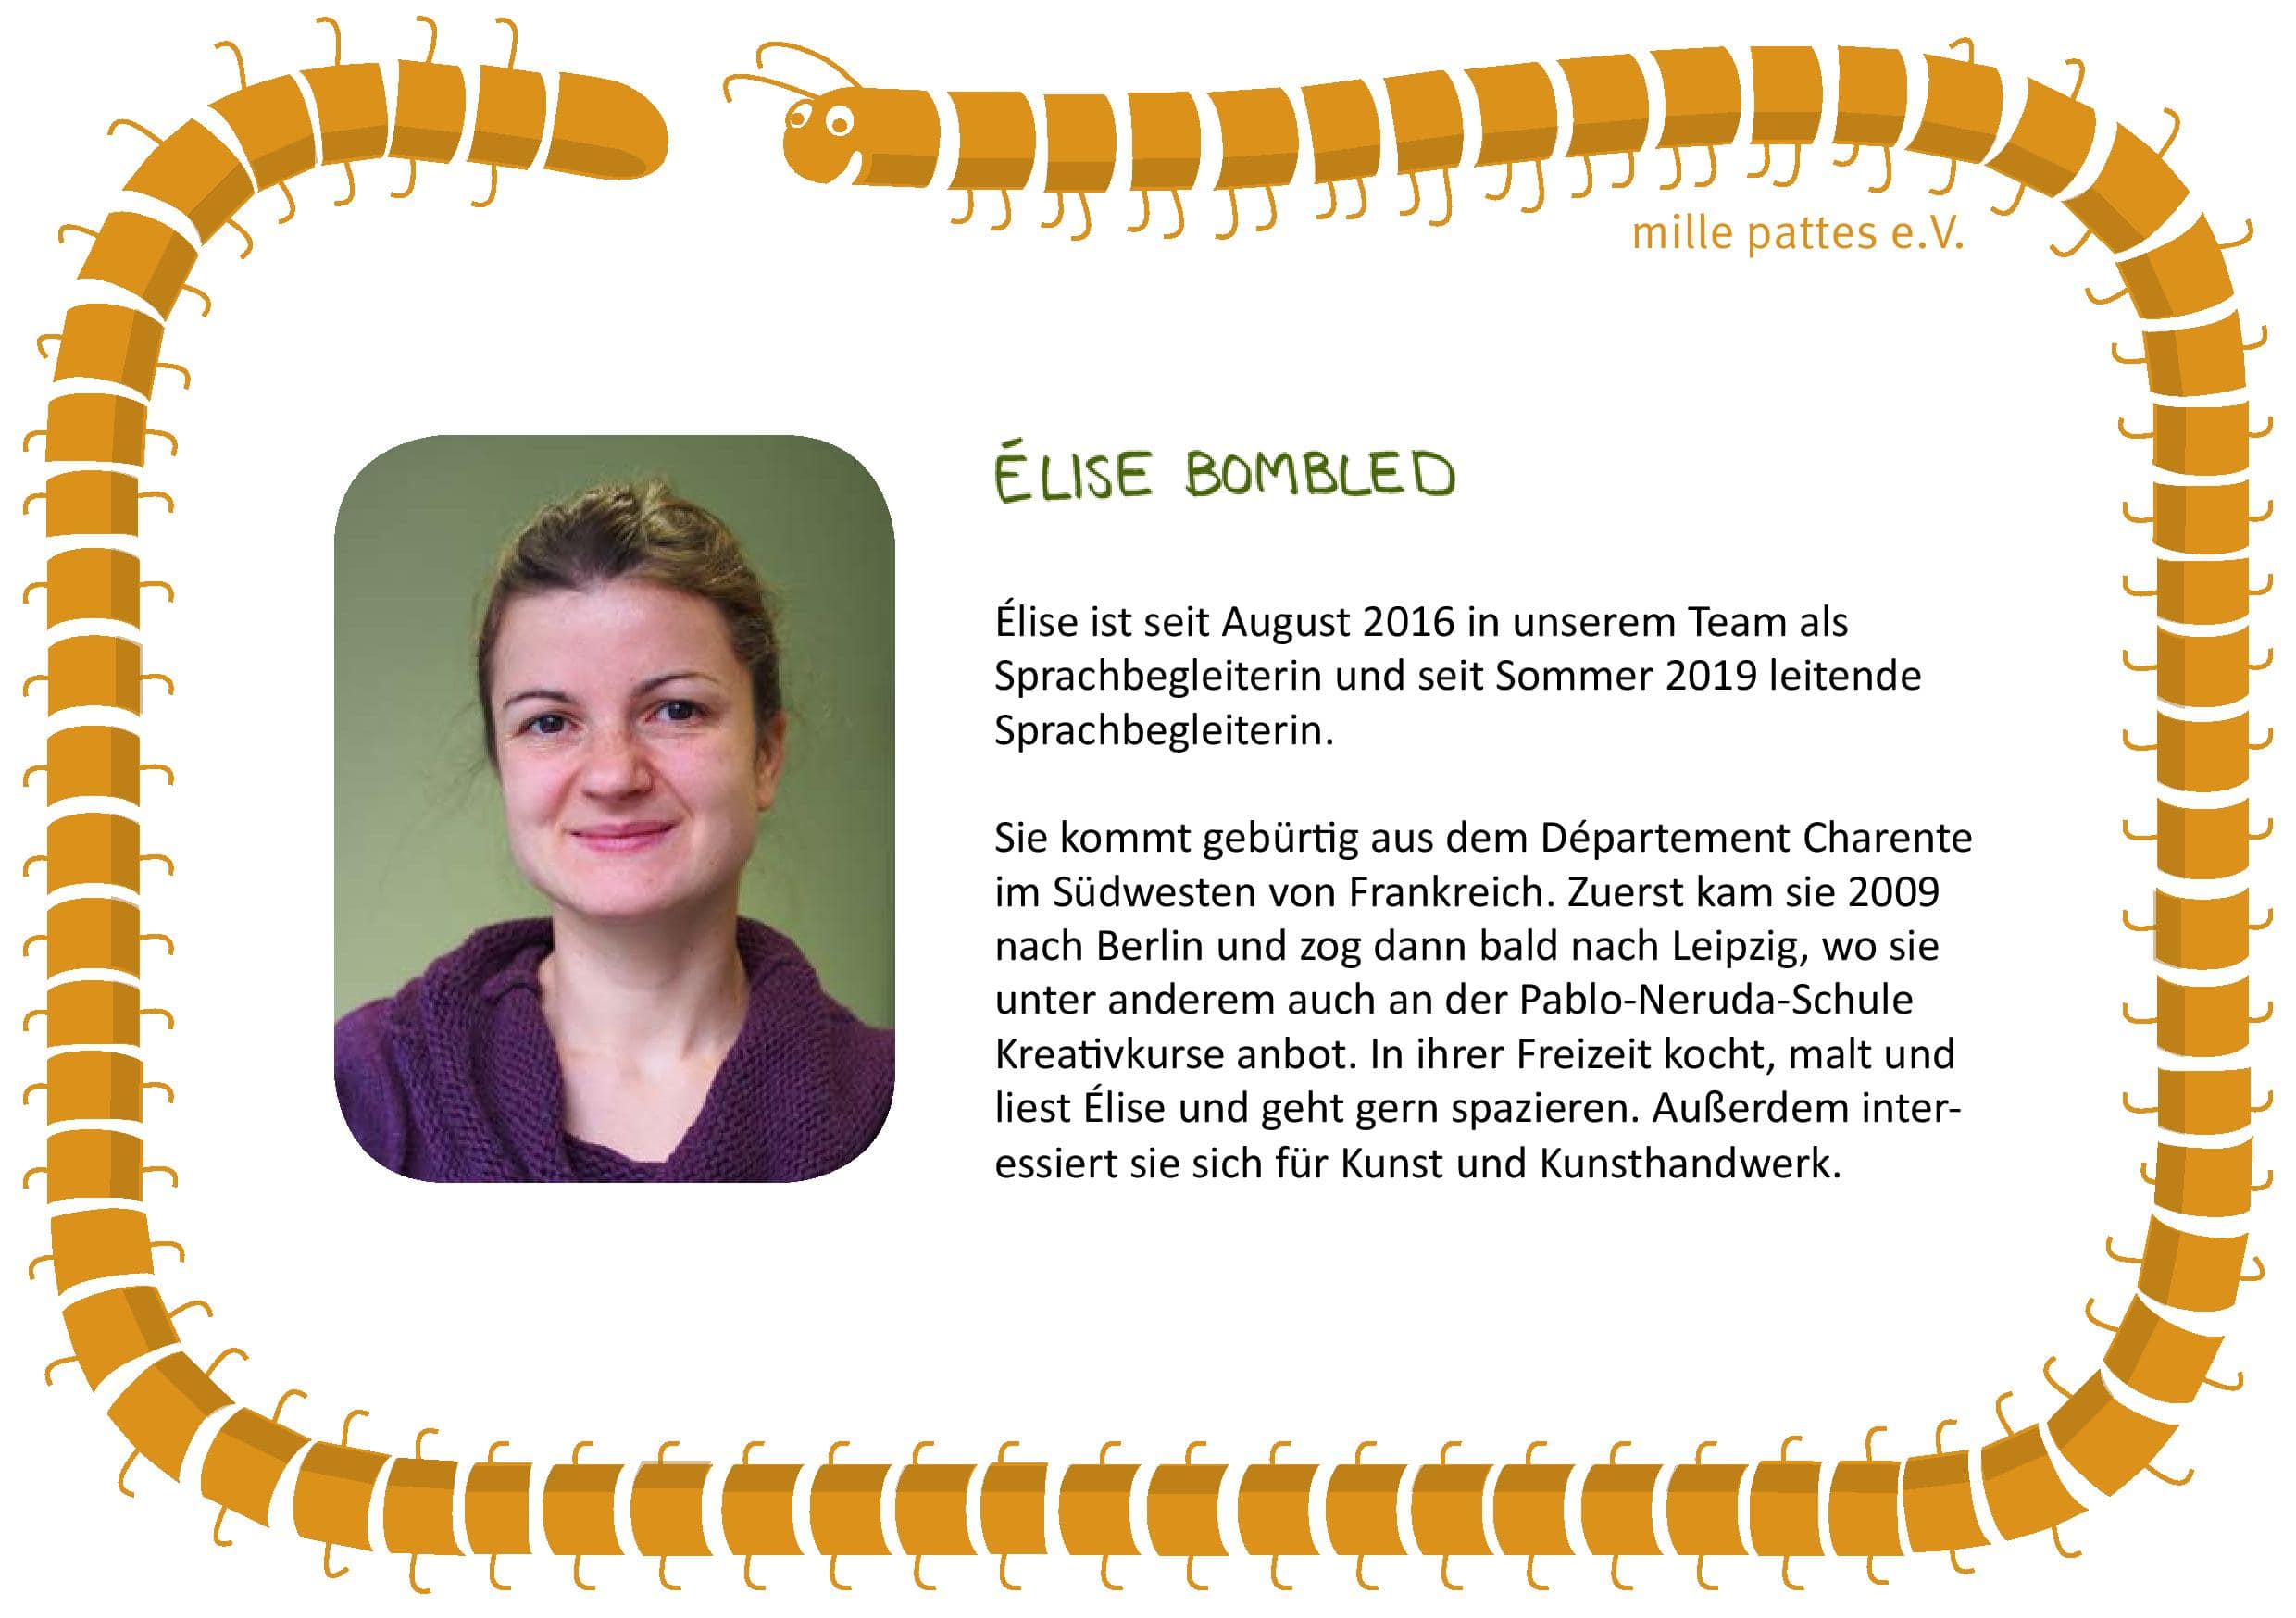 mille pattes e.V.
ÉLISE BOMBLED
Élise ist seit August 2016 in unserem Team als
Sprachbegleiterin und seit Sommer 2019 leitende
Sprachbegleiterin.
Sie kommt gebürtig aus dem Département Charente
im Südwesten von Frankreich. Zuerst kam sie 2009
nach Berlin und zog dann bald nach Leipzig, wo sie
unter anderem auch an der Pablo-Neruda-Schule
Kreativkurse anbot. In ihrer Freizeit kocht, malt und
liest Élise und geht gern spazieren. Außerdem inter-
essiert sie sich für Kunst und Kunsthandwerk.